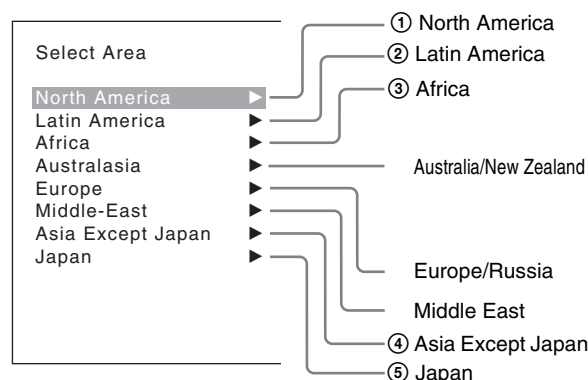 Select Area
North America ▶
Latin America ▶
Africa ▶
Australasia ▶
Europe ▶
Middle-East ▶
Asia Except Japan ▶
Japan ▶
① North America
② Latin America
③ Africa
Australia/New Zealand
Europe/Russia
Middle East
④ Asia Except Japan
⑤ Japan